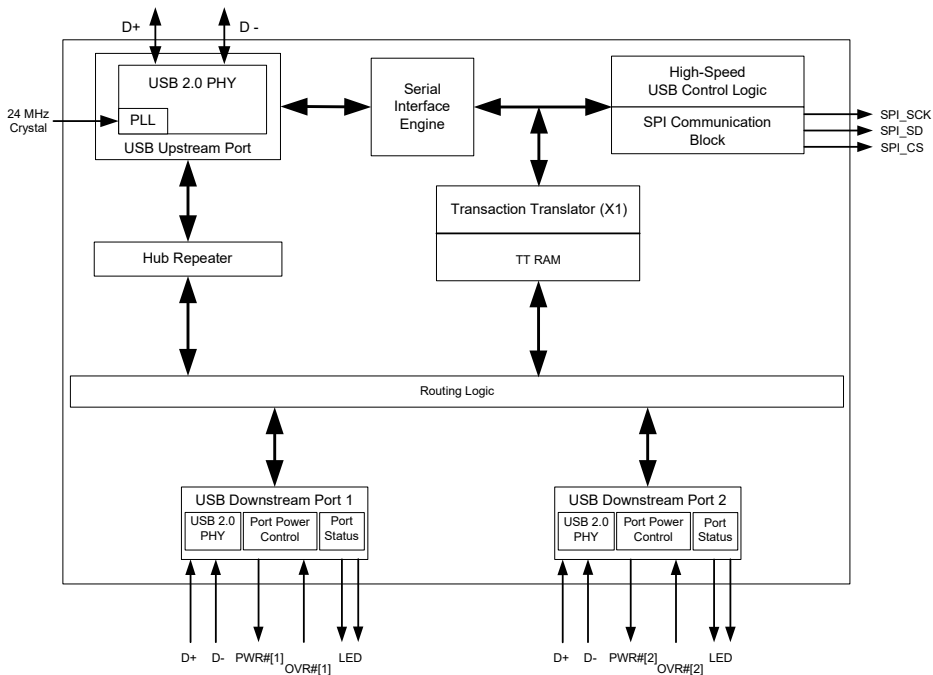 D+
D -
USB 2.0 PHY
PLL
USB Upstream Port
24 MHz
Crystal
Serial
Interface
Engine
High-Speed
USB Control Logic
SPI Communication
Block
SPI_SCK
SPI_SD
SPI_CS
Transaction Translator (X1)
TT RAM
Hub Repeater
Routing Logic
USB Downstream Port 1
USB 2.0
PHY
Port Power
Control
Port
Status
USB Downstream Port 2
USB 2.0
PHY
Port Power
Control
Port
Status
D+
D-
PWR#[1]
OVR#[1]
LED
D+
D-
PWR#[2]
OVR#[2]
LED